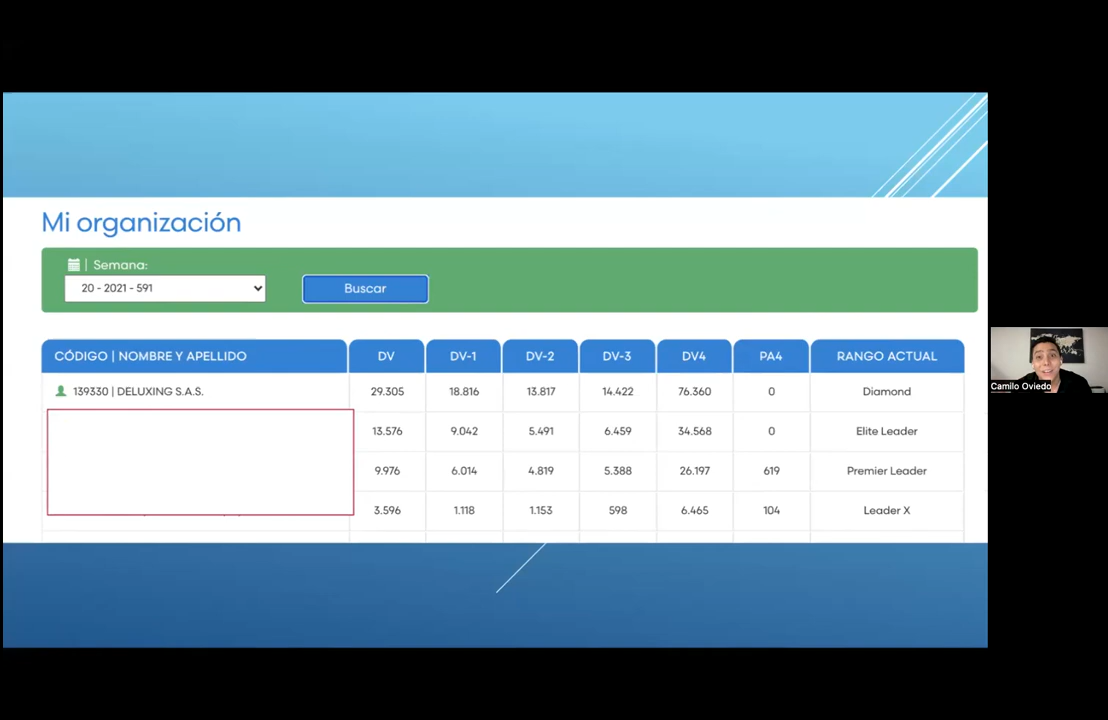 Mi organización
| Semana:
20 - 2021 - 591
Buscar
CÓDIGO | NOMBRE Y APELLIDO DV DV-1 DV-2 DV-3 DV4 PA4 RANGO ACTUAL
139330 | DELUXING S.A.S. 29.305 18.816 13.817 14.422 76.360 0 Diamond
13.576 9.042 5.491 6.459 34.568 0 Elite Leader
9.976 6.014 4.819 5.388 26.197 619 Premier Leader
3.596 1.118 1.153 598 6.465 104 Leader X
Camilo Oviedo